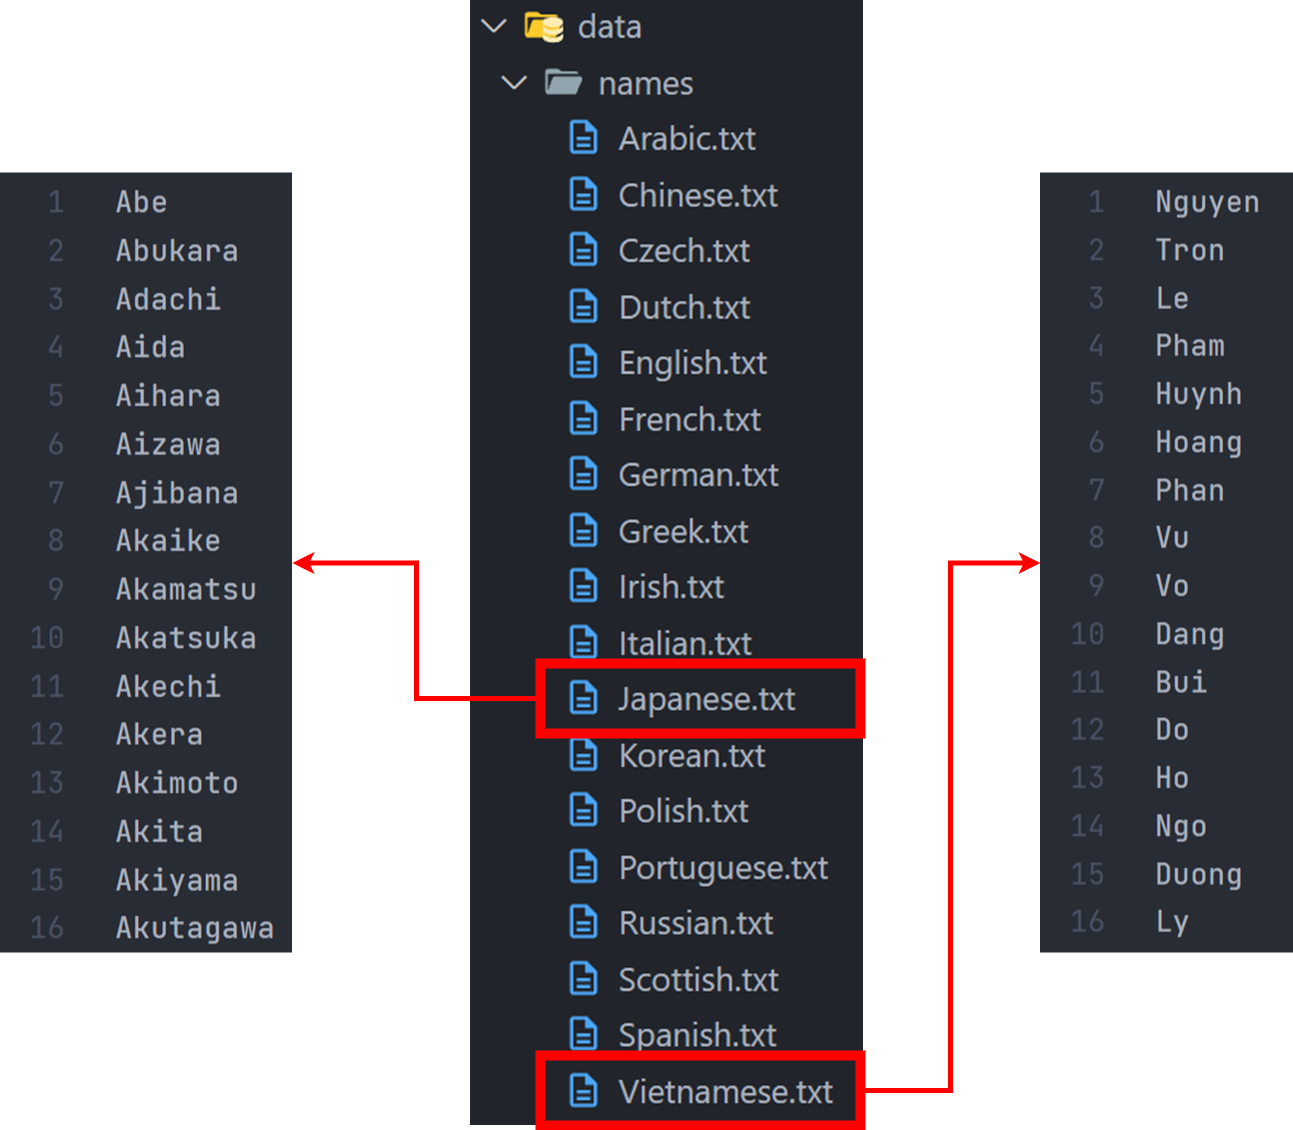 data
names
Arabic.txt
Chinese.txt
Czech.txt
Dutch.txt
English.txt
French.txt
German.txt
Greek.txt
Irish.txt
Italian.txt
Japanese.txt
Korean.txt
Polish.txt
Portuguese.txt
Russian.txt
Scottish.txt
Spanish.txt
Vietnamese.txt
1 Abe
2 Abukara
3 Adachi
4 Aida
5 Aihara
6 Aizawa
7 Ajibana
8 Akaike
9 Akamatsu
10 Akatsuka
11 Akechi
12 Akera
13 Akimoto
14 Akita
15 Akiyama
16 Akutagawa
1 Nguyen
2 Tron
3 Le
4 Pham
5 Huynh
6 Hoang
7 Phan
8 Vu
9 Vo
10 Dang
11 Bui
12 Do
13 Ho
14 Ngo
15 Duong
16 Ly